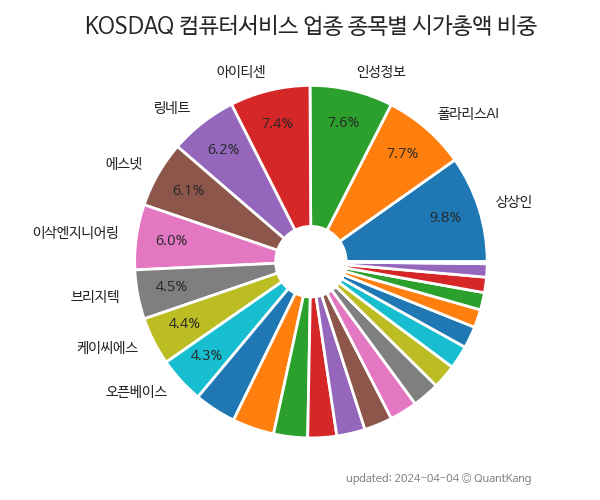 KOSDAQ 컴퓨터서비스 업종 종목별 시가총액 비중
아이티센
인성정보
링네트
폴라리스AI
7.4%
7.6%
6.2%
7.7%
에스넷
6.1%
상상인
9.8%
이삭엔지니어링
6.0%
브리지텍
4.5%
케이씨에스
4.4%
오픈베이스
4.3%
updated: 2024-04-04 © QuantKang